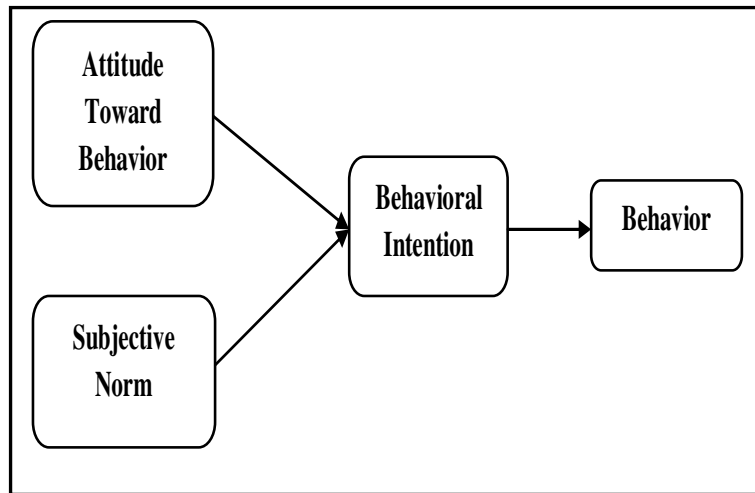 Attitude
Toward
Behavior
Subjective
Norm
Behavioral
Intention
Behavior